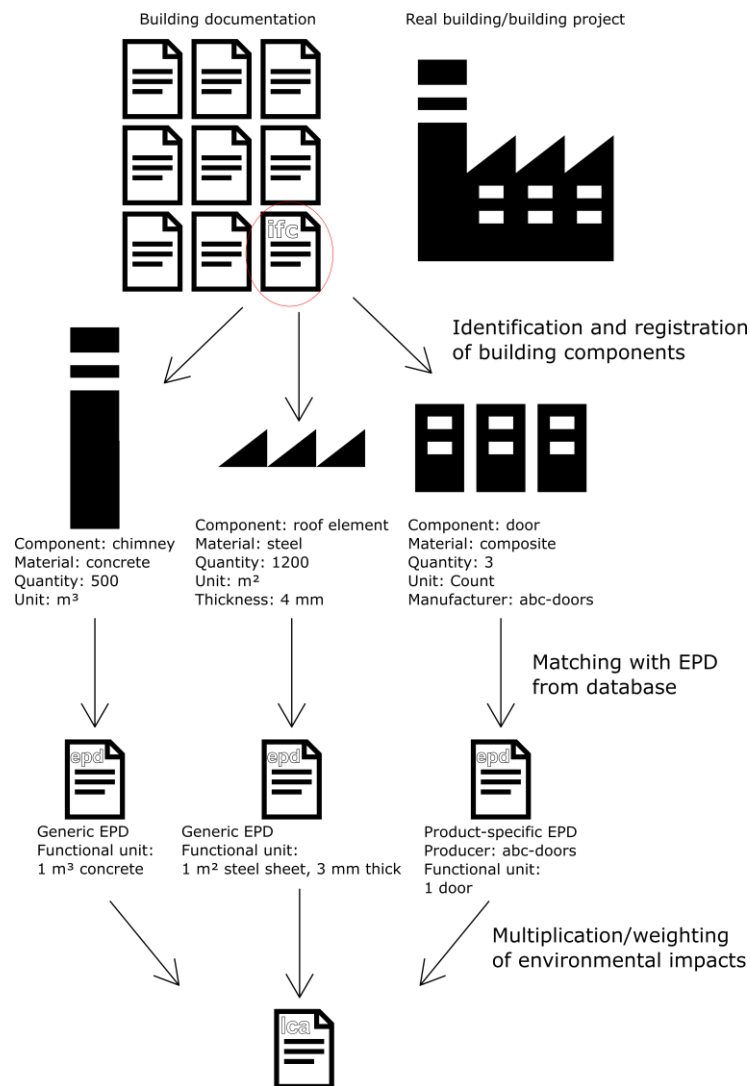 Building documentation
Real building/building project
ifc
Identification and registration
of building components
Component: chimney
Material: concrete
Quantity: 500
Unit: m³
Component: roof element
Material: steel
Quantity: 1200
Unit: m²
Thickness: 4 mm
Component: door
Material: composite
Quantity: 3
Unit: Count
Manufacturer: abc-doors
Matching with EPD
from database
epd
epd
epd
Generic EPD
Functional unit:
1 m³ concrete
Generic EPD
Functional unit:
1 m² steel sheet, 3 mm thick
Product-specific EPD
Producer: abc-doors
Functional unit:
1 door
Multiplication/weighting
of environmental impacts
lca